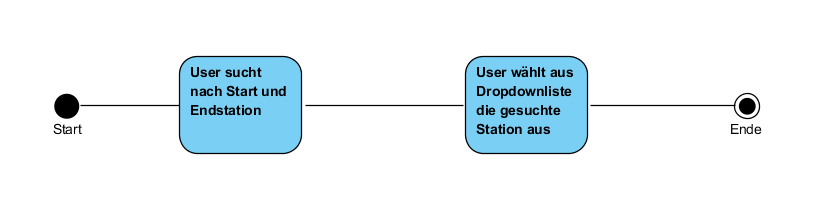 Start
User sucht
nach Start und
Endstation
User wählt aus
Dropdownliste
die gesuchte
Station aus
Ende